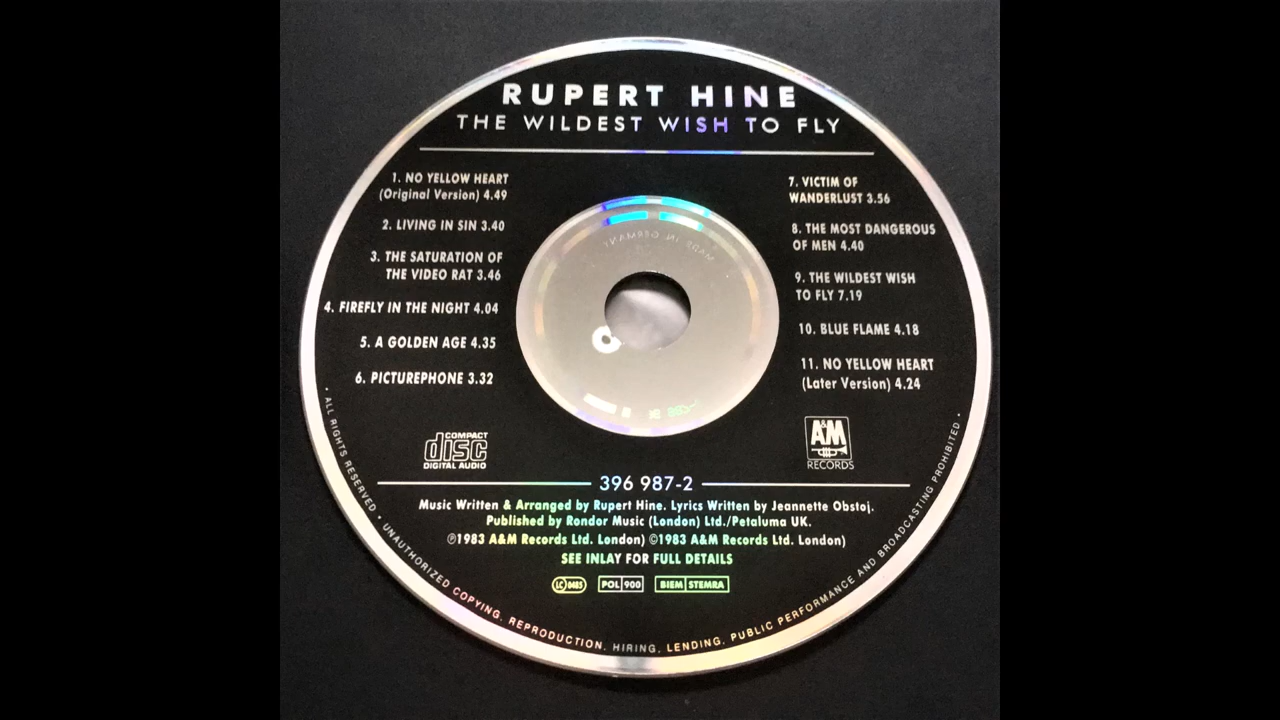 RUPERT HINE
THE WILDEST WISH TO FLY
1. NO YELLOW HEART
(Original Version) 4.49
2. LIVING IN SIN 3.40
3. THE SATURATION OF
THE VIDEO RAT 3.46
4. FIREFLY IN THE NIGHT 4.04
5. A GOLDEN AGE 4.35
6. PICTUREPHONE 3.32
7. VICTIM OF
WANDERLUST 3.56
8. THE MOST DANGEROUS
OF MEN 4.40
9. THE WILDEST WISH
TO FLY 7.19
10. BLUE FLAME 4.18
11. NO YELLOW HEART
(Later Version) 4.24
MADE IN GERMANY
COMPACT
disc
DIGITAL AUDIO
A&M
RECORDS
396 987-2
Music Written & Arranged by Rupert Hine. Lyrics Written by Jeannette Obstoj.
Published by Rondor Music (London) Ltd./Petaluma UK.
℗1983 A&M Records Ltd. London) ©1983 A&M Records Ltd. London)
SEE INLAY FOR FULL DETAILS
LC 0485 POL 900 BIEM STEMRA
· ALL RIGHTS RESERVED · UNAUTHORIZED COPYING, REPRODUCTION, HIRING, LENDING, PUBLIC PERFORMANCE AND BROADCASTING PROHIBITED ·